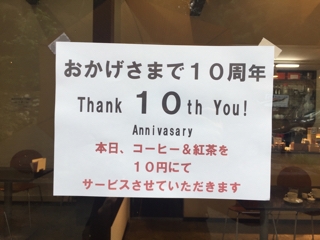 おかげさまで１０周年
Thank 10th You!
Annivasary
本日、コーヒー＆紅茶を
１０円にて
サービスさせていただきます